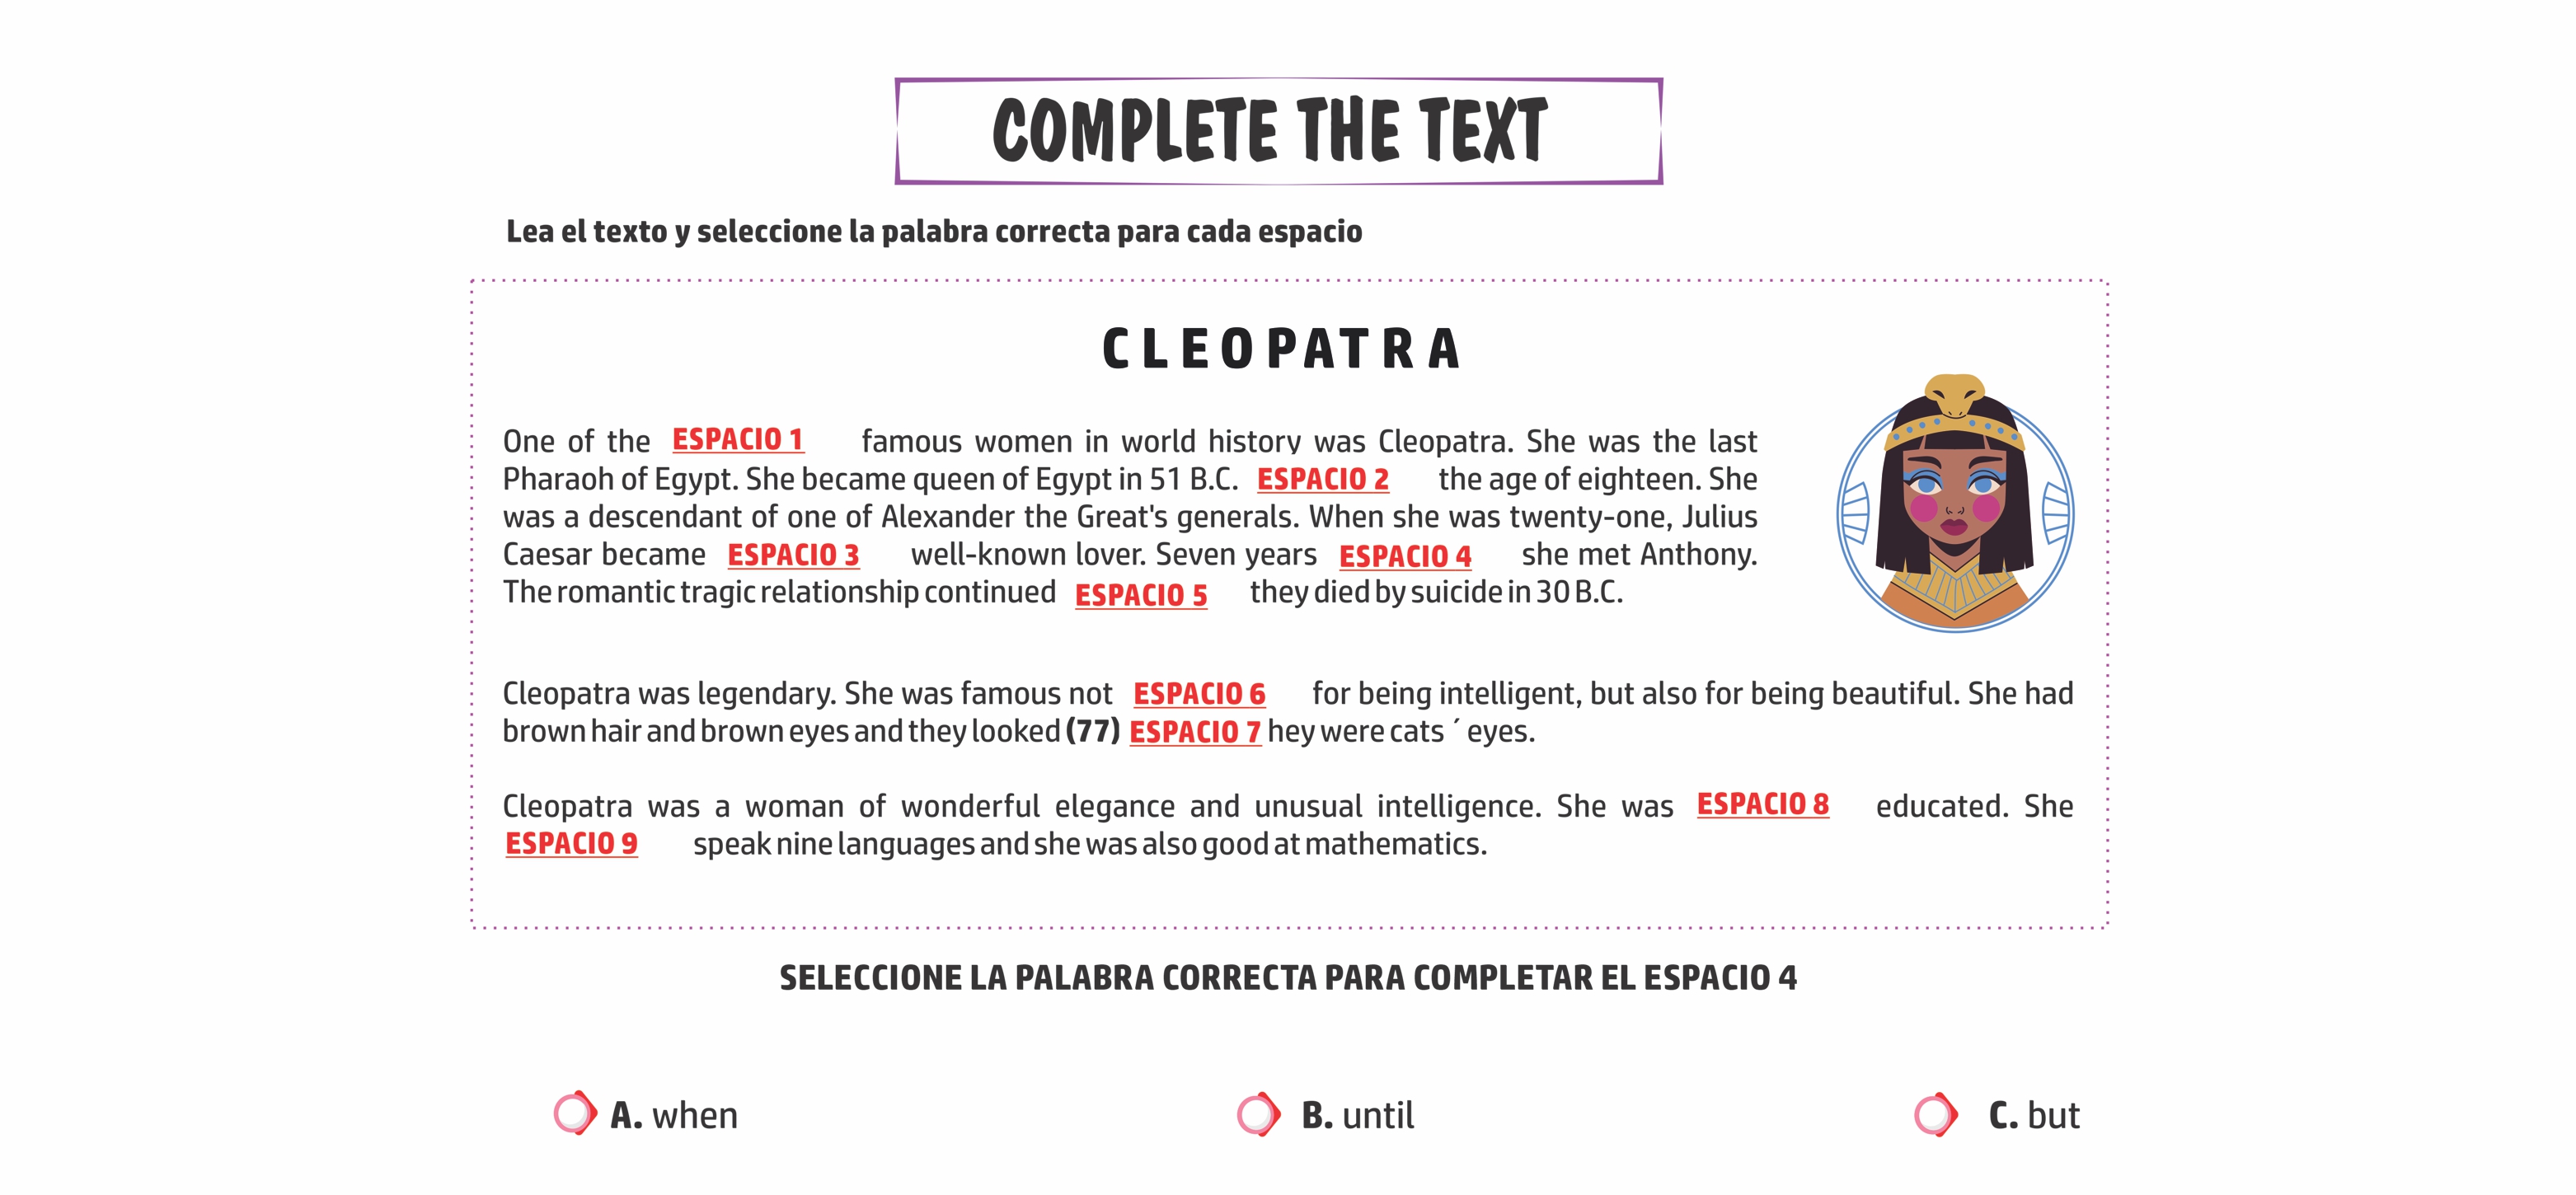 COMPLETE THE TEXT
Lea el texto y seleccione la palabra correcta para cada espacio
CLEOPATRA
One of the ESPACIO 1 famous women in world history was Cleopatra. She was the last
Pharaoh of Egypt. She became queen of Egypt in 51 B.C. ESPACIO 2 the age of eighteen. She
was a descendant of one of Alexander the Great's generals. When she was twenty-one, Julius
Caesar became ESPACIO 3 well-known lover. Seven years ESPACIO 4 she met Anthony.
The romantic tragic relationship continued ESPACIO 5 they died by suicide in 30 B.C.
Cleopatra was legendary. She was famous not ESPACIO 6 for being intelligent, but also for being beautiful. She had
brown hair and brown eyes and they looked (77) ESPACIO 7 hey were cats ´ eyes.
Cleopatra was a woman of wonderful elegance and unusual intelligence. She was ESPACIO 8 educated. She
ESPACIO 9 speak nine languages and she was also good at mathematics.
SELECCIONE LA PALABRA CORRECTA PARA COMPLETAR EL ESPACIO 4
A. when B. until C. but